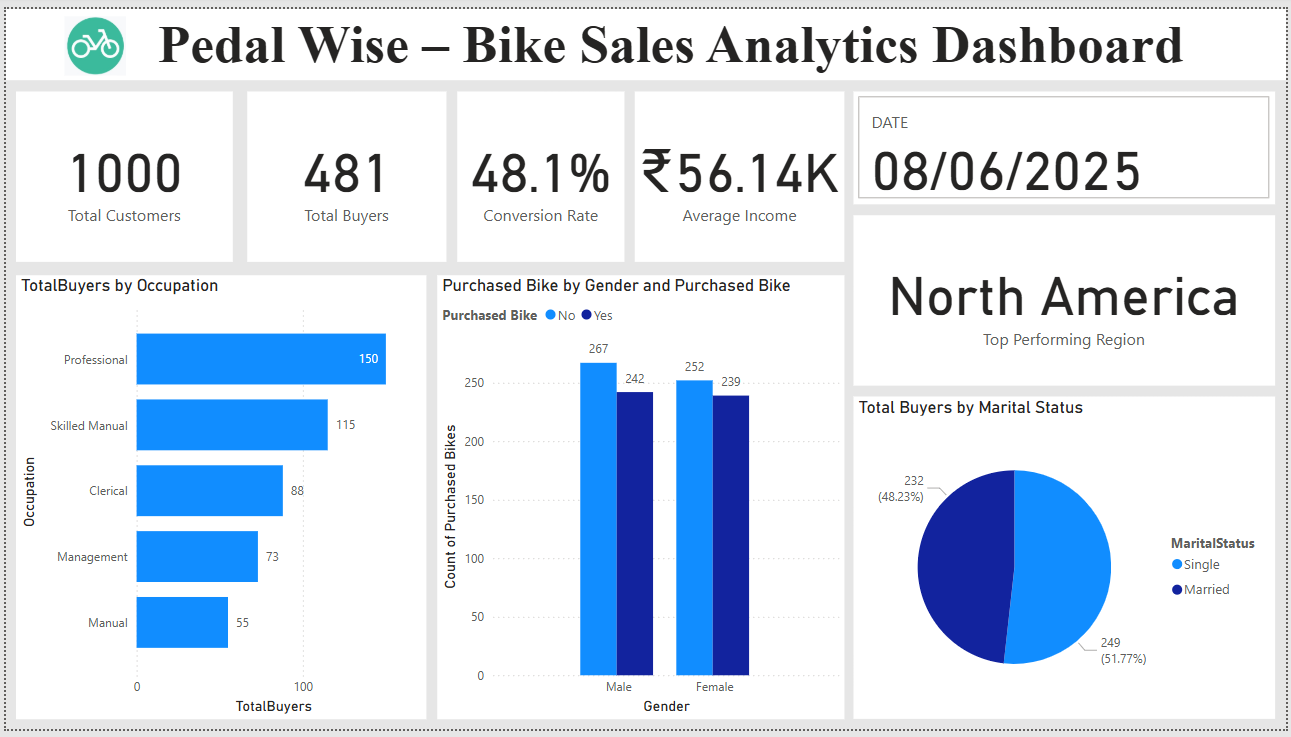 Pedal Wise – Bike Sales Analytics Dashboard
1000
Total Customers
481
Total Buyers
48.1%
Conversion Rate
₹56.14K
Average Income
DATE
08/06/2025
North America
Top Performing Region
TotalBuyers by Occupation
Occupation
Professional
150
Skilled Manual
115
Clerical
88
Management
73
Manual
55
0
100
TotalBuyers
Purchased Bike by Gender and Purchased Bike
Purchased Bike No Yes
Count of Purchased Bikes
250
200
150
100
50
0
267
242
252
239
Male
Female
Gender
Total Buyers by Marital Status
232
(48.23%)
249
(51.77%)
MaritalStatus
Single
Married